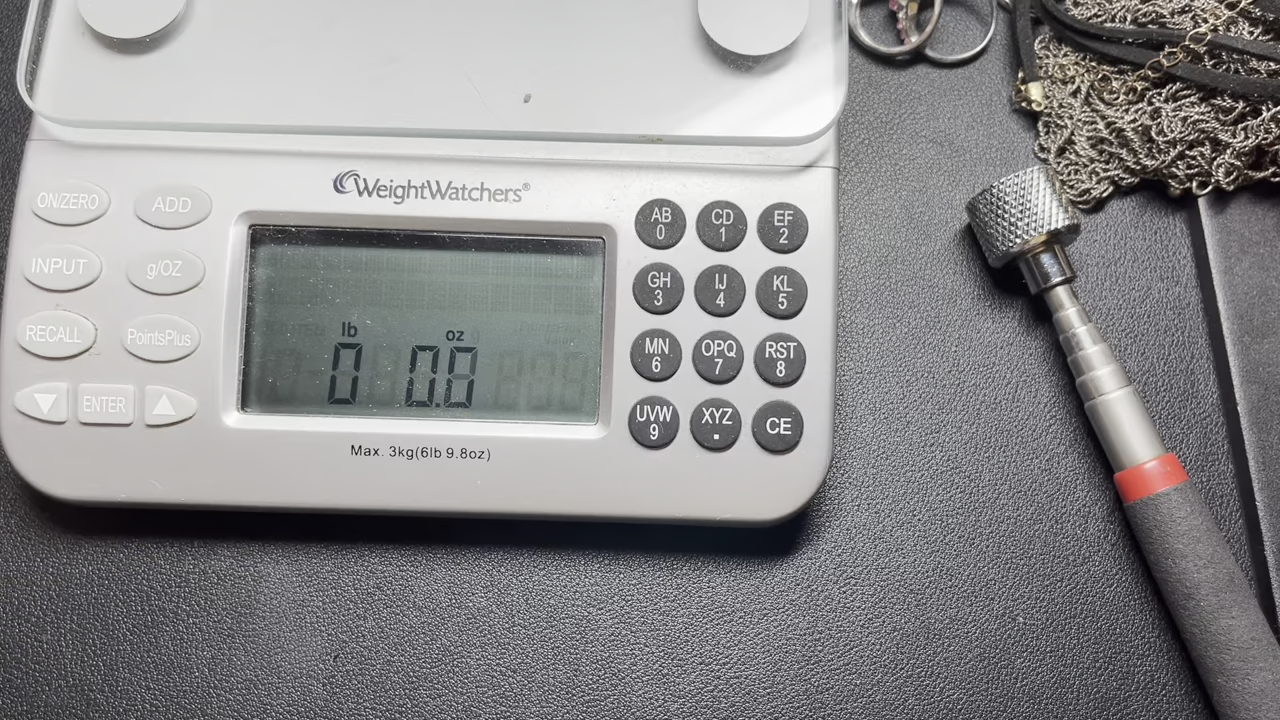 WeightWatchers®
ON/ZERO
ADD
INPUT
g/OZ
RECALL
PointsPlus
ENTER
lb oz
0 0.8
AB
0
CD
1
EF
2
GH
3
IJ
4
KL
5
MN
6
OPQ
7
RST
8
UVW
9
XYZ
.
CE
Max. 3kg(6lb 9.8oz)